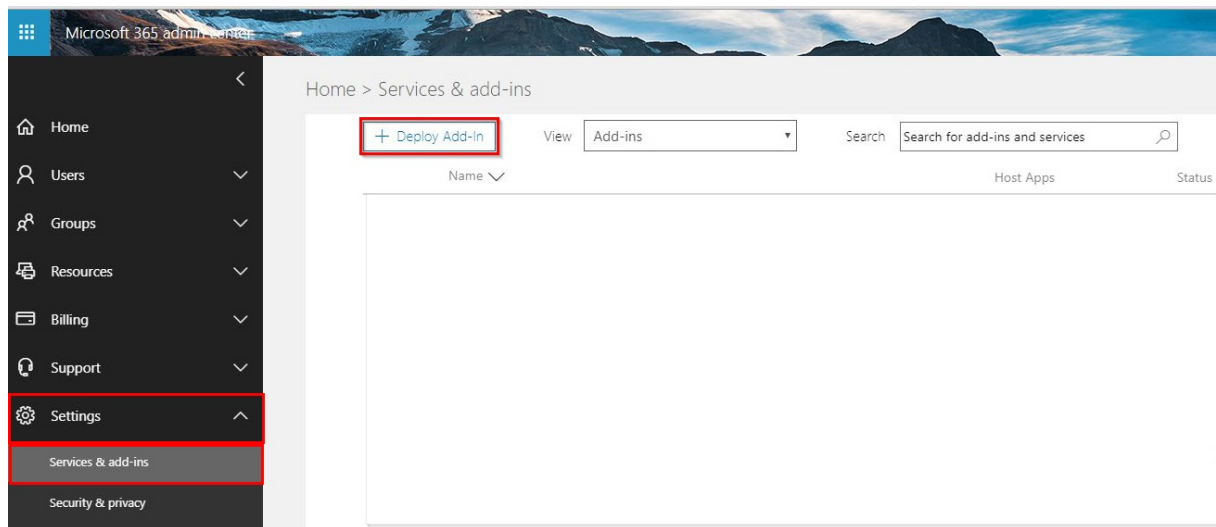 Microsoft 365 admin center
Home > Services & add-ins
Home
+ Deploy Add-In
View
Add-ins
Search
Search for add-ins and services
Users
Name
Host Apps
Status
Groups
Resources
Billing
Support
Settings
Services & add-ins
Security & privacy